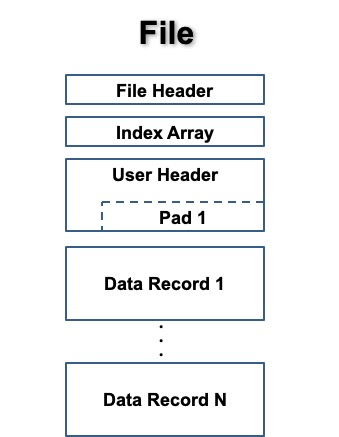 File
File Header
Index Array
User Header
Pad 1
Data Record 1
Data Record N